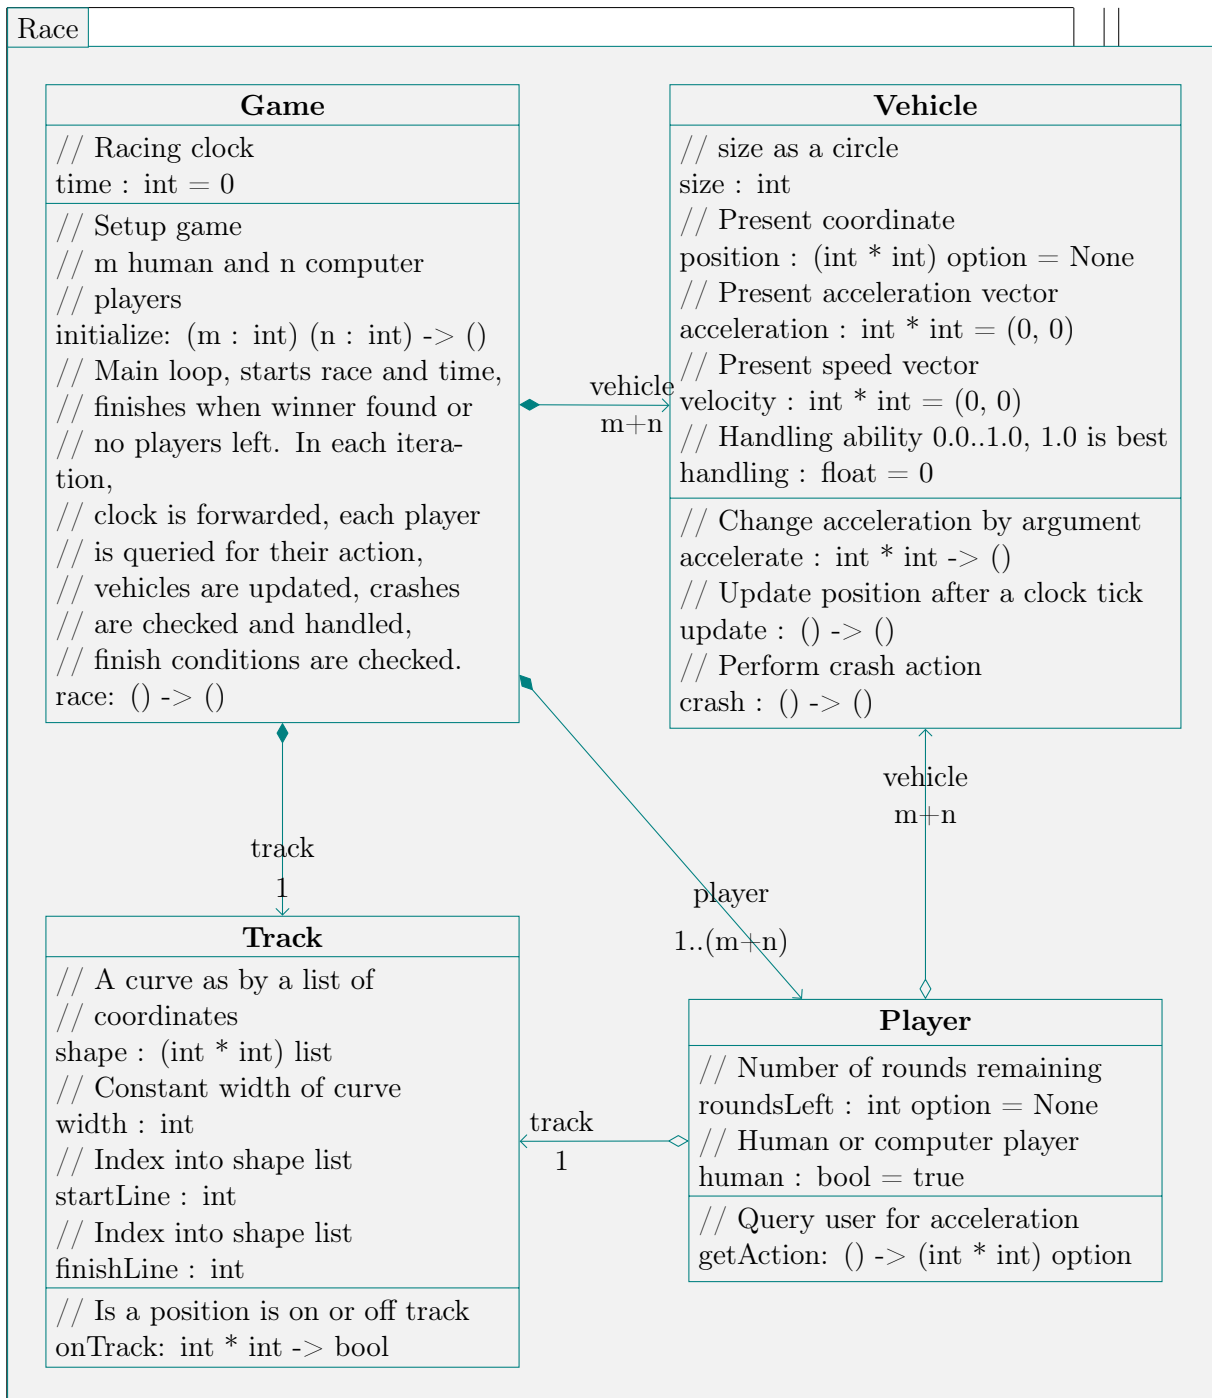 Race
Game
// Racing clock
time : int = 0
// Setup game
// m human and n computer
// players
initialize: (m : int) (n : int) -> ()
// Main loop, starts race and time,
// finishes when winner found or
// no players left. In each itera-
tion,
// clock is forwarded, each player
// is queried for their action,
// vehicles are updated, crashes
// are checked and handled,
// finish conditions are checked.
race: () -> ()
vehicle
m+n
Vehicle
// size as a circle
size : int
// Present coordinate
position : (int * int) option = None
// Present acceleration vector
acceleration : int * int = (0, 0)
// Present speed vector
velocity : int * int = (0, 0)
// Handling ability 0.0..1.0, 1.0 is best
handling : float = 0
// Change acceleration by argument
accelerate : int * int -> ()
// Update position after a clock tick
update : () -> ()
// Perform crash action
crash : () -> ()
vehicle
m+n
track
1
player
1..(m+n)
Track
// A curve as by a list of
// coordinates
shape : (int * int) list
// Constant width of curve
width : int
// Index into shape list
startLine : int
// Index into shape list
finishLine : int
// Is a position is on or off track
onTrack: int * int -> bool
track
1
Player
// Number of rounds remaining
roundsLeft : int option = None
// Human or computer player
human : bool = true
// Query user for acceleration
getAction: () -> (int * int) option